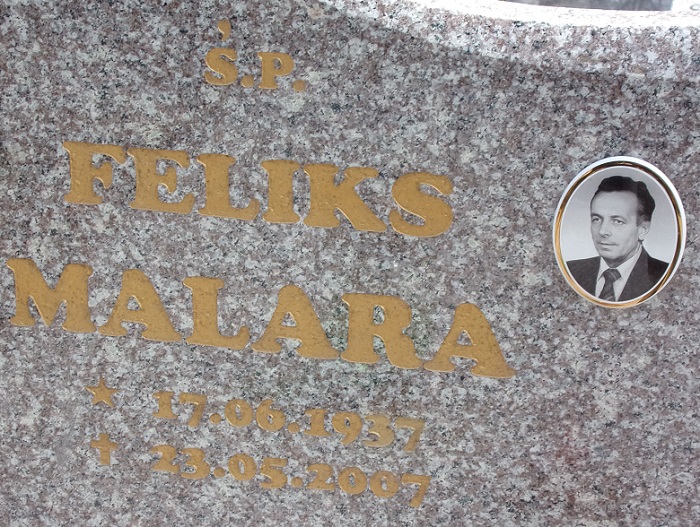 Ś.P.
FELIKS
MALARA
★ 17.06.1937
✝ 23.05.2007